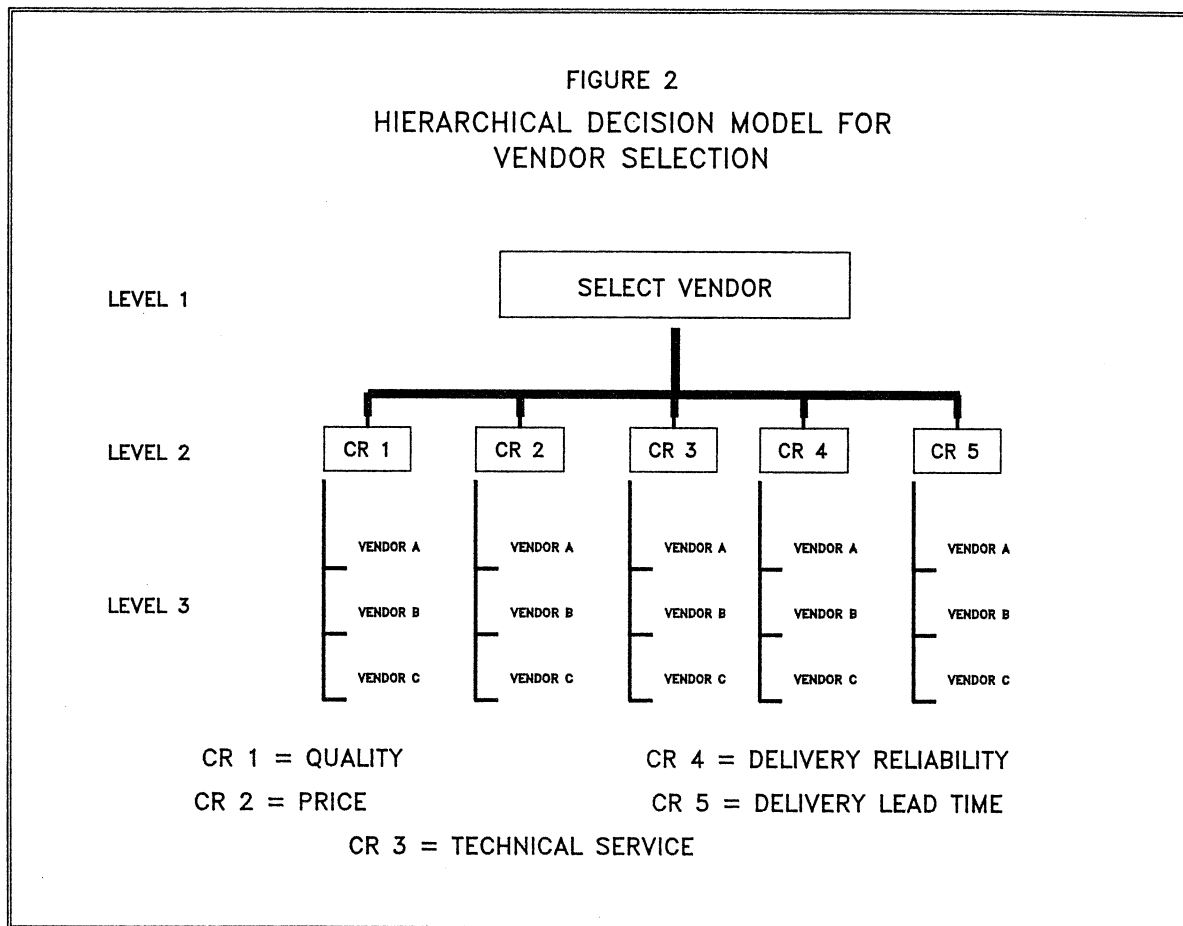 FIGURE 2
HIERARCHICAL DECISION MODEL FOR
VENDOR SELECTION
LEVEL 1
SELECT VENDOR
LEVEL 2
CR 1 CR 2 CR 3 CR 4 CR 5
VENDOR A VENDOR A VENDOR A VENDOR A VENDOR A
LEVEL 3
VENDOR B VENDOR B VENDOR B VENDOR B VENDOR B
VENDOR C VENDOR C VENDOR C VENDOR C VENDOR C
CR 1 = QUALITY
CR 4 = DELIVERY RELIABILITY
CR 2 = PRICE
CR 5 = DELIVERY LEAD TIME
CR 3 = TECHNICAL SERVICE